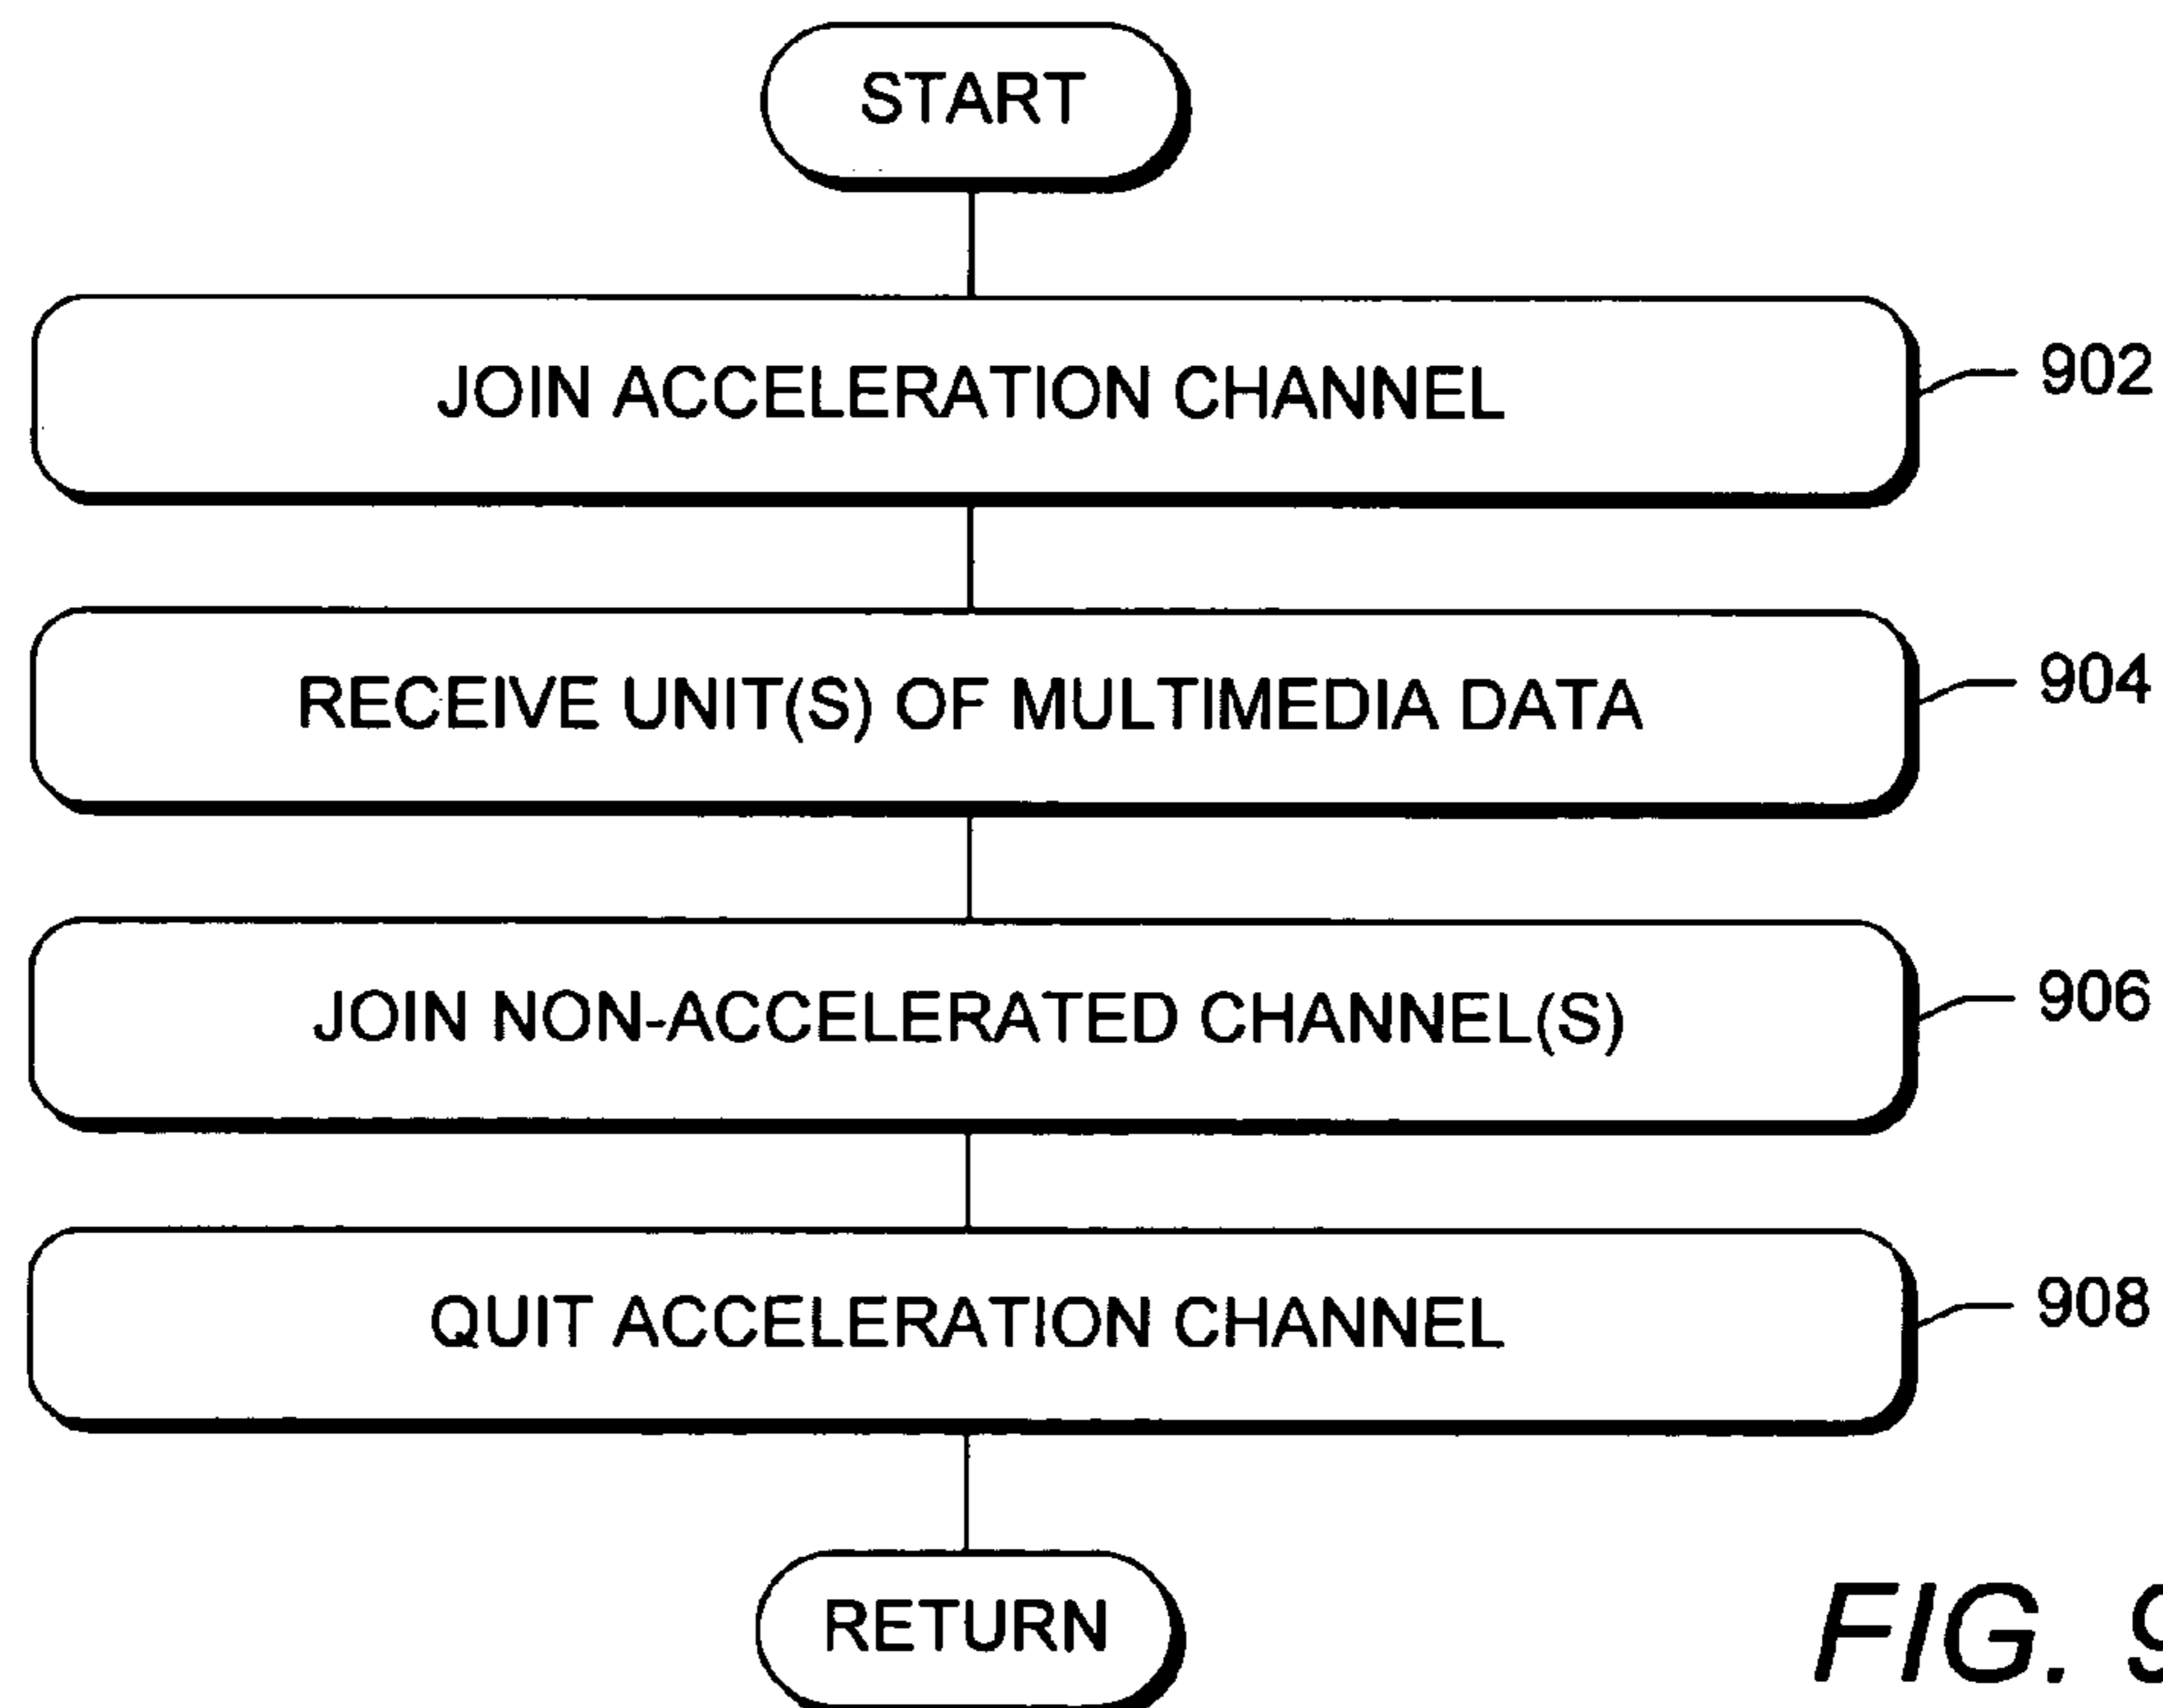 START
JOIN ACCELERATION CHANNEL
902
RECEIVE UNIT(S) OF MULTIMEDIA DATA
904
JOIN NON-ACCELERATED CHANNEL(S)
906
QUIT ACCELERATION CHANNEL
908
RETURN
FIG. 9